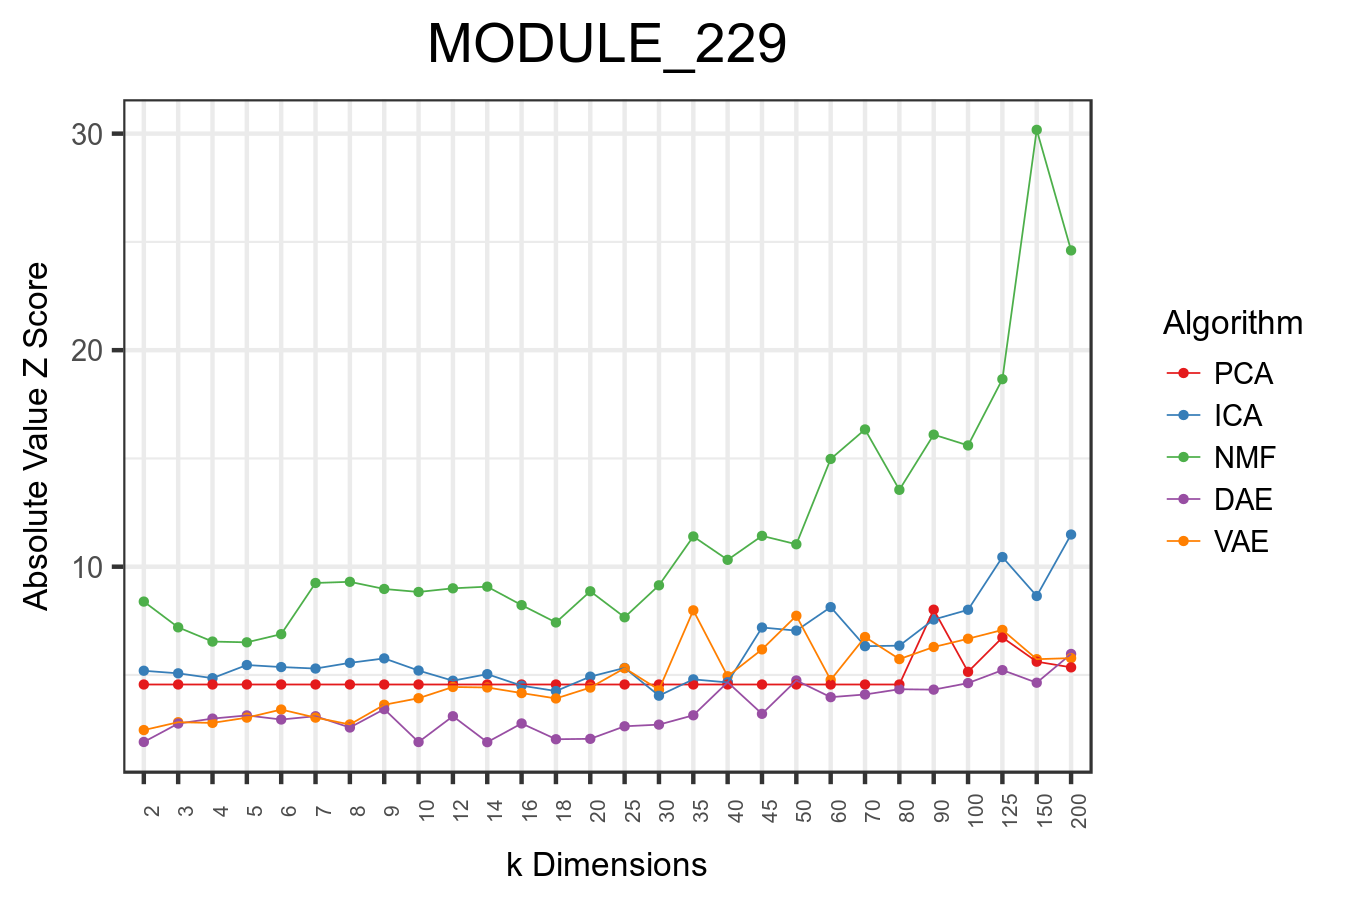 MODULE_229
Absolute Value Z Score
30
20
10
2 3 4 5 6 7 8 9 10 12 14 16 18 20 25 30 35 40 45 50 60 70 80 90 100 125 150 200
k Dimensions
Algorithm
PCA
ICA
NMF
DAE
VAE